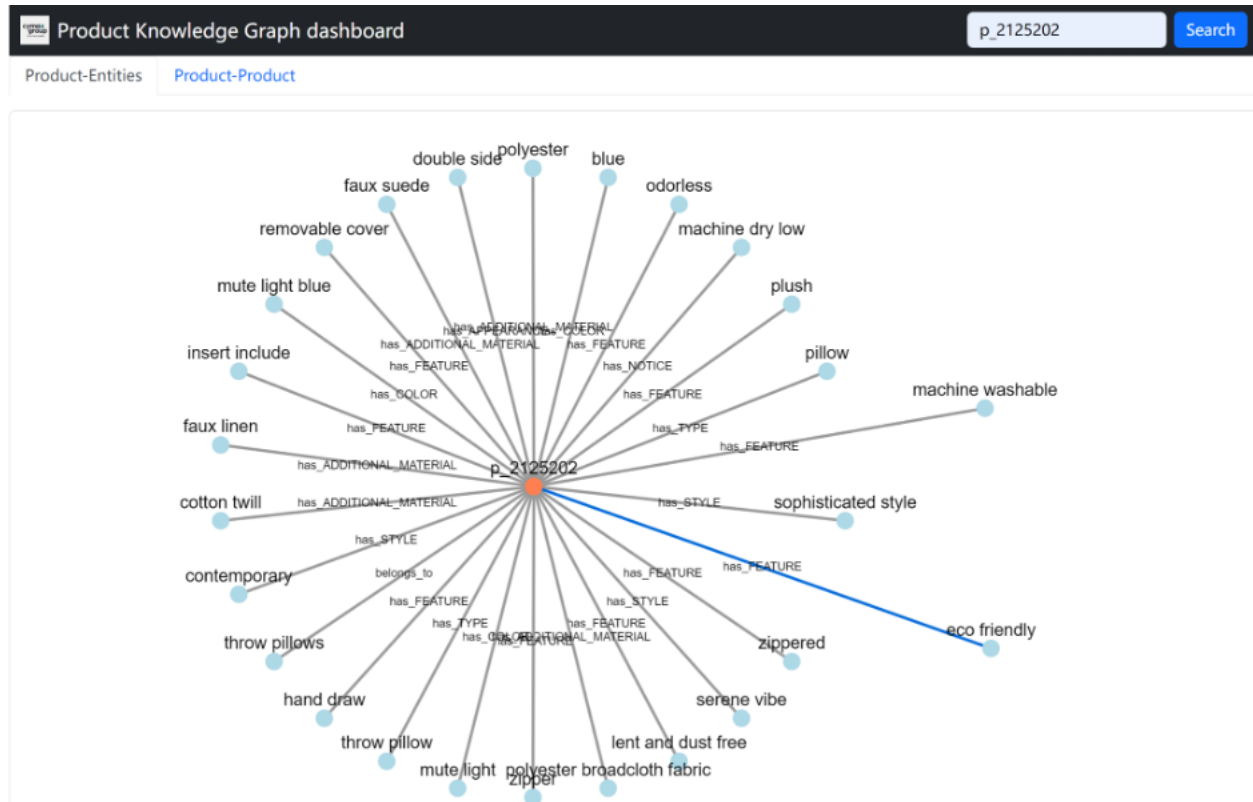 Product Knowledge Graph dashboard
p_2125202
Search
Product-Entities
Product-Product
polyester
double side
blue
faux suede
odorless
removable cover
machine dry low
mute light blue
plush
has_ADDITIONAL_MATERIAL
has_ADDITIONAL_MATERIAL
has_FEATURE
insert include
has_FEATURE
has_NOTICE
pillow
has_COLOR
has_FEATURE
machine washable
faux linen
has_FEATURE
has_TYPE
has_FEATURE
has_ADDITIONAL_MATERIAL
p_2125202
cotton twill
has_ADDITIONAL_MATERIAL
has_STYLE
sophisticated style
has_STYLE
contemporary
belongs_to
has_FEATURE
has_FEATURE
has_FEATURE
has_STYLE
has_TYPE
has_FEATURE
eco friendly
throw pillows
has_FEATURE
zippered
hand draw
serene vibe
throw pillow
lent and dust free
mute light
polyester broadcloth fabric
zipper